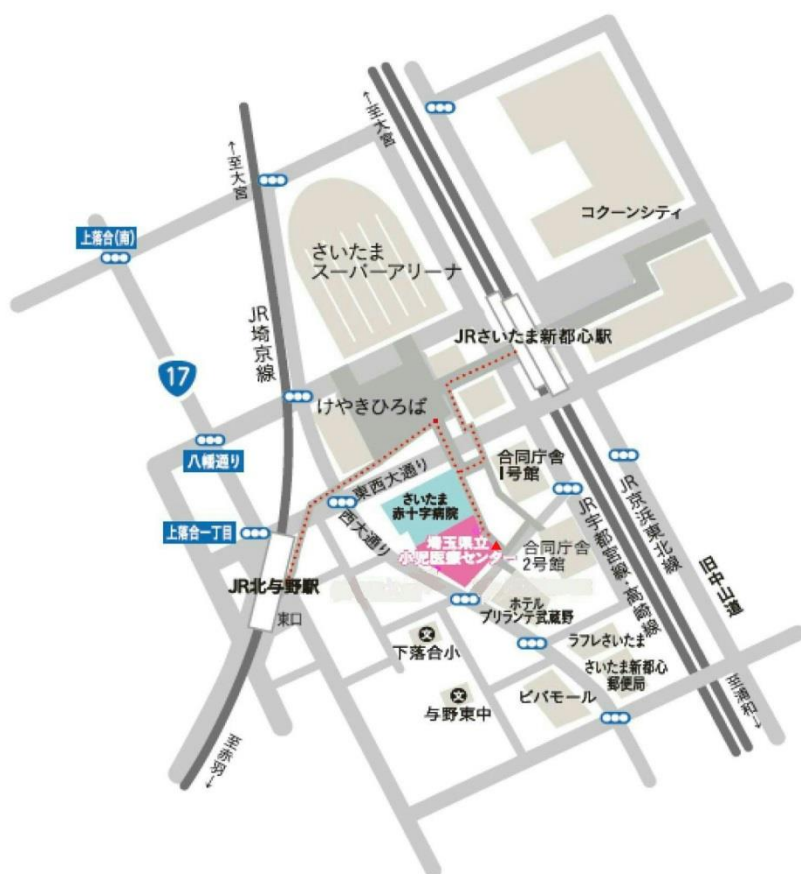 ←至大宮
←至大宮
コクーンシティ
上落合(南)
さいたま
スーパーアリーナ
JR埼京線
JRさいたま新都心駅
17
けやきひろば
八幡通り
東西大通り
合同庁舎
1号館
さいたま
赤十字病院
西大通り
上落合一丁目
埼玉県立
小児医療センター
合同庁舎
2号館
JR京浜東北線
JR宇都宮線・高崎線
旧中山道
JR北与野駅
東口
ホテル
ブリランテ武蔵野
文
下落合小
ラフレさいたま
さいたま新都心
郵便局
文
与野東中
ビバモール
至浦和→
至赤羽→